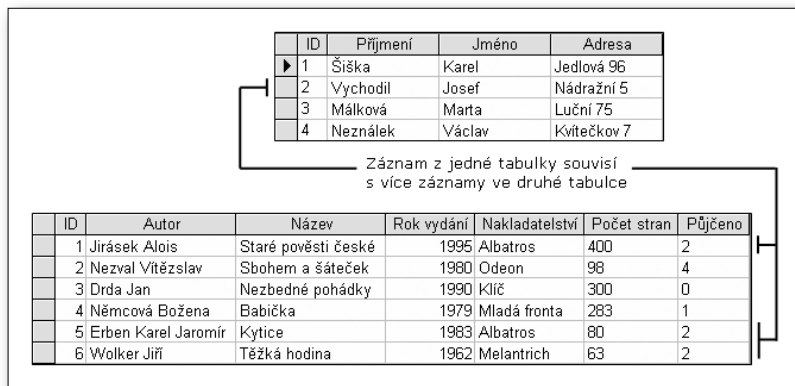 ID Příjmení Jméno Adresa
1 Šiška Karel Jedlová 96
2 Vychodil Josef Nádražní 5
3 Málková Marta Luční 75
4 Neználek Václav Kvítečkov 7
Záznam z jedné tabulky souvisí
s více záznamy ve druhé tabulce
ID Autor Název Rok vydání Nakladatelství Počet stran Půjčeno
1 Jirásek Alois Staré pověsti české 1995 Albatros 400 2
2 Nezval Vítězslav Sbohem a šáteček 1980 Odeon 98 4
3 Drda Jan Nezbedné pohádky 1990 Klíč 300 0
4 Němcová Božena Babička 1979 Mladá fronta 283 1
5 Erben Karel Jaromír Kytice 1983 Albatros 80 2
6 Wolker Jiří Těžká hodina 1962 Melantrich 63 2